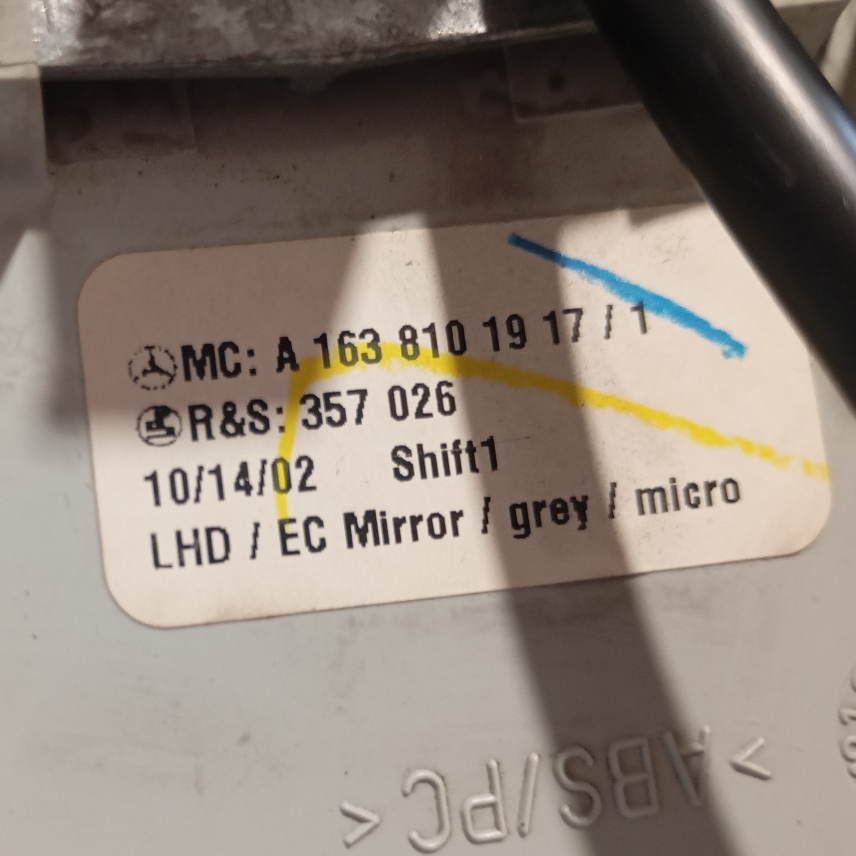 MC: A 163 810 19 17 / 1
R&S: 357 026
10/14/02 Shift1
LHD / EC Mirror / grey / micro
>ABS/PC<